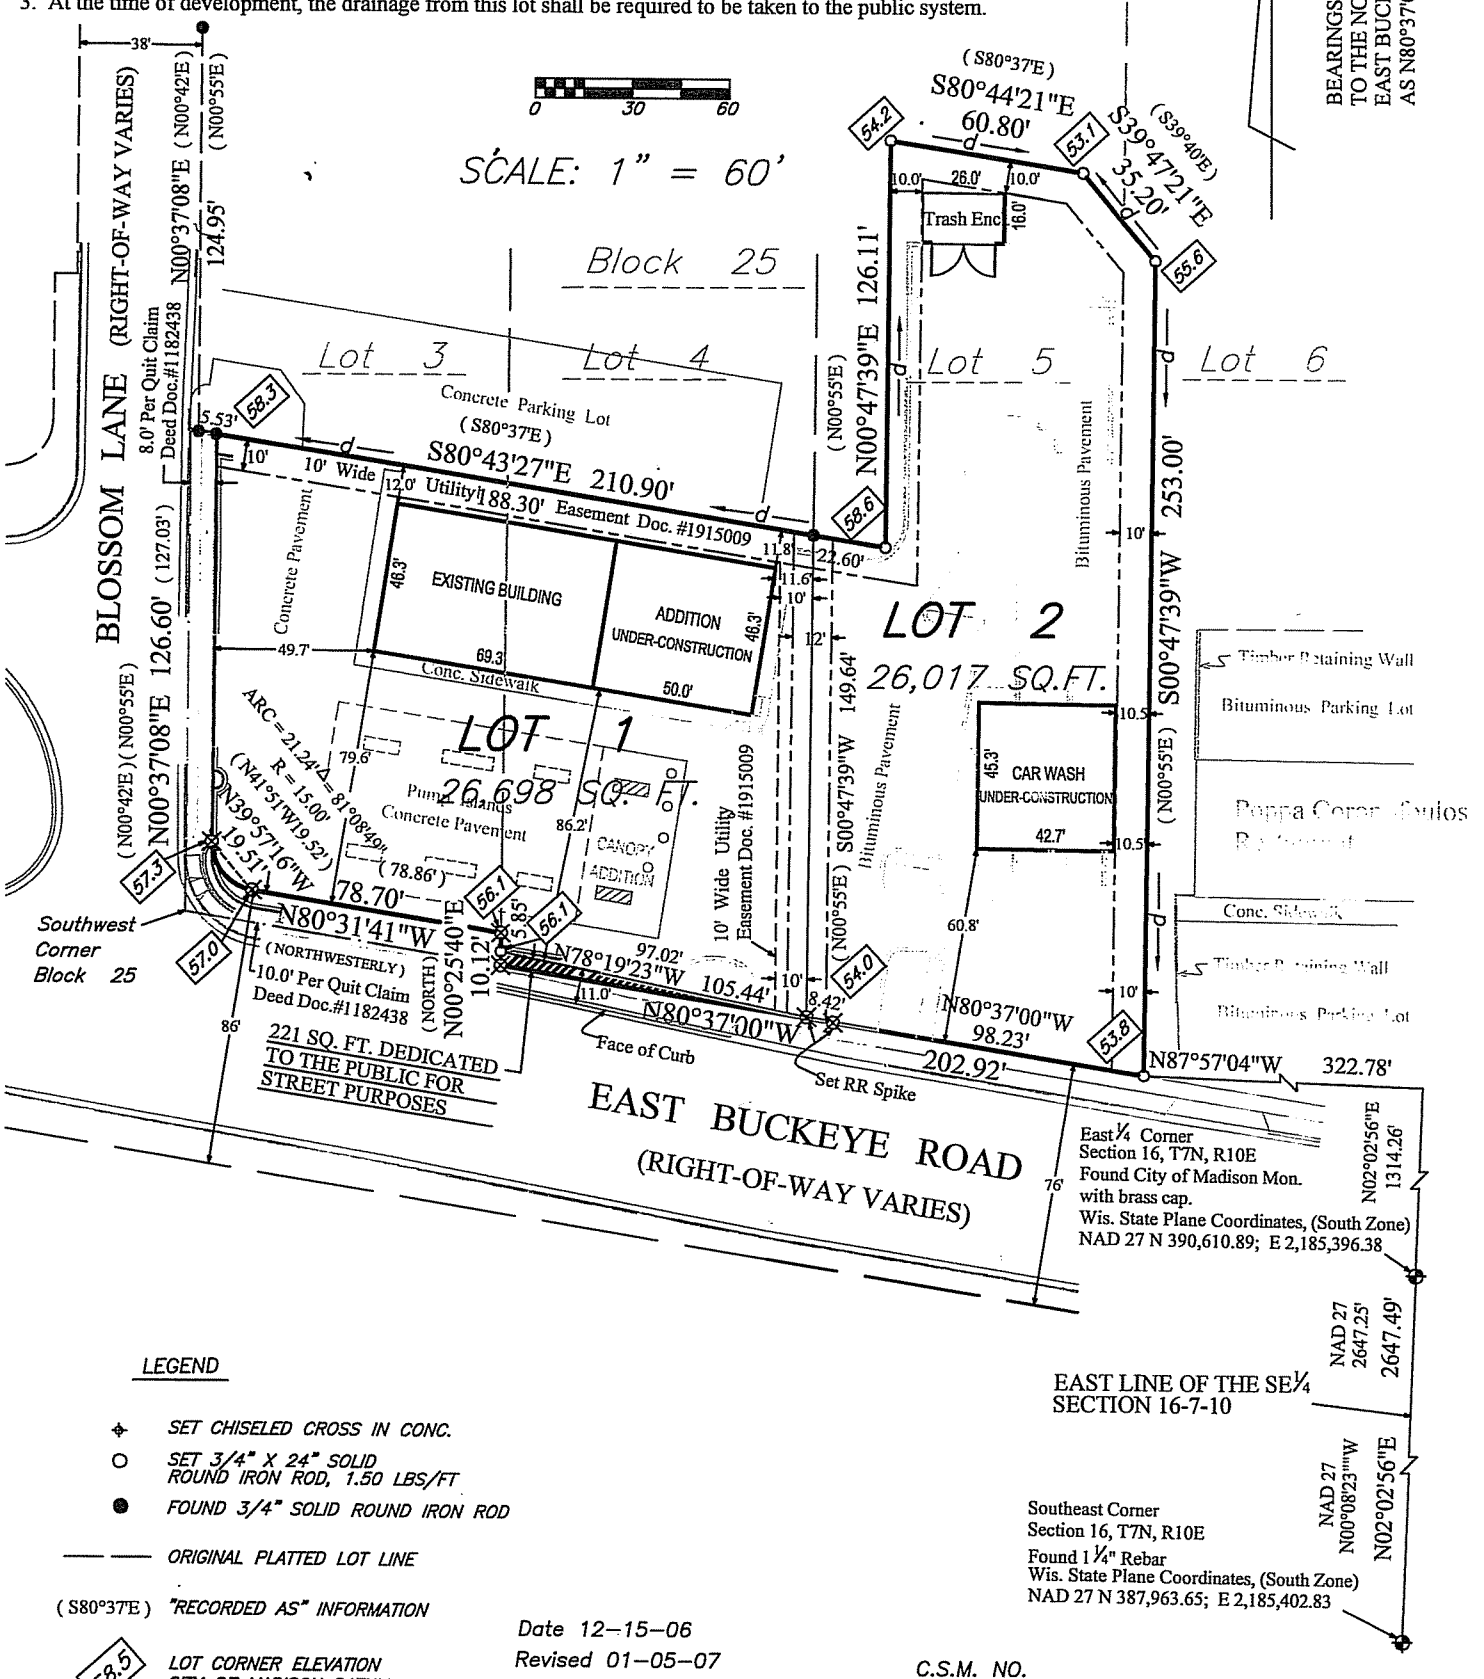 3. At the time of development, the drainage from this lot shall be required to be taken to the public system.
38'
BLOSSOM LANE (RIGHT-OF-WAY VARIES)
N00°37'08"E (N00°42'E)
(N00°55'E)
124.95'
8.0' Per Quit Claim
Deed Doc.#1182438
0 30 60
SCALE: 1" = 60'
(S80°37'E)
S80°44'21"E
60.80'
54.2
53.1
(S39°40'E)
S39°47'21"E
35.20'
55.6
BEARINGS
EAST BUC
AS N80°37'
10.0' 26.0' 10.0'
Trash Enc
16.0'
Block 25
Lot 3 Lot 4 Lot 5 Lot 6
(N00°55'E)
N00°47'39"E 126.11'
Concrete Parking Lot
(S80°37'E)
S80°43'27"E 210.90'
d d d d d d d
5.53'
58.3
10'
10' Wide Utility Easement Doc. #1915009
12.0'
188.30'
58.6
22.60'
11.8'
11.6'
10'
12'
Bituminous Pavement
10'
S00°47'39"W 253.00'
(N00°55'E)
Concrete Pavement
46.3'
EXISTING BUILDING
ADDITION
UNDER-CONSTRUCTION
46.3'
69.3
50.0'
49.7'
Conc. Sidewalk
LOT 2
26,017 SQ.FT.
LOT 1
26,698 SQ. FT.
(N00°42'E)(N00°55'E)
N00°37'08"E 126.60' (127.03')
ARC = 21.24' Δ= 81°08'49"
R = 15.00'
(N41°51'W19.52')
N39°57'16"W
19.51'
79.6'
Pump Islands
Concrete Pavement
86.2'
CANOPY
ADDITION
10' Wide Utility
Easement Doc. #1915009
(N00°55'E) S00°47'39"W 149.64'
Bituminous Pavement
45.3'
CAR WASH
UNDER-CONSTRUCTION
42.7'
10.5'
10.5'
60.8'
10'
Timber Retaining Wall
Bituminous Parking Lot
Conc. Sidewalk
Timber Retaining Wall
Bituminous Parking Lot
57.3
57.0
Southwest
Corner
Block 25
78.70'
(78.86')
N80°31'41"W
(NORTHWESTERLY)
10.0' Per Quit Claim
Deed Doc.#1182438
56.1
56.1
5.85'
(NORTH)
N00°25'40"E
10.12'
97.02'
N78°19'23"W 105.44'
11.0'
N80°37'00"W
10'
8.42'
54.0
N80°37'00"W
98.23'
202.92'
53.8
N87°57'04"W 322.78'
86'
221 SQ. FT. DEDICATED
TO THE PUBLIC FOR
STREET PURPOSES
Face of Curb
Set RR Spike
EAST BUCKEYE ROAD
(RIGHT-OF-WAY VARIES)
76'
East 1/4 Corner
Section 16, T7N, R10E
Found City of Madison Mon.
with brass cap.
Wis. State Plane Coordinates, (South Zone)
NAD 27 N 390,610.89; E 2,185,396.38
N02°02'56"E
1314.26'
NAD 27
2647.25'
2647.49'
EAST LINE OF THE SE1/4
SECTION 16-7-10
NAD 27
N00°08'23"W
N02°02'56"E
Southeast Corner
Section 16, T7N, R10E
Found 1 1/4" Rebar
Wis. State Plane Coordinates, (South Zone)
NAD 27 N 387,963.65; E 2,185,402.83
LEGEND
SET CHISELED CROSS IN CONC.
SET 3/4" X 24" SOLID
ROUND IRON ROD, 1.50 LBS/FT
FOUND 3/4" SOLID ROUND IRON ROD
ORIGINAL PLATTED LOT LINE
(S80°37'E) "RECORDED AS" INFORMATION
LOT CORNER ELEVATION
Date 12-15-06
Revised 01-05-07
C.S.M. NO.